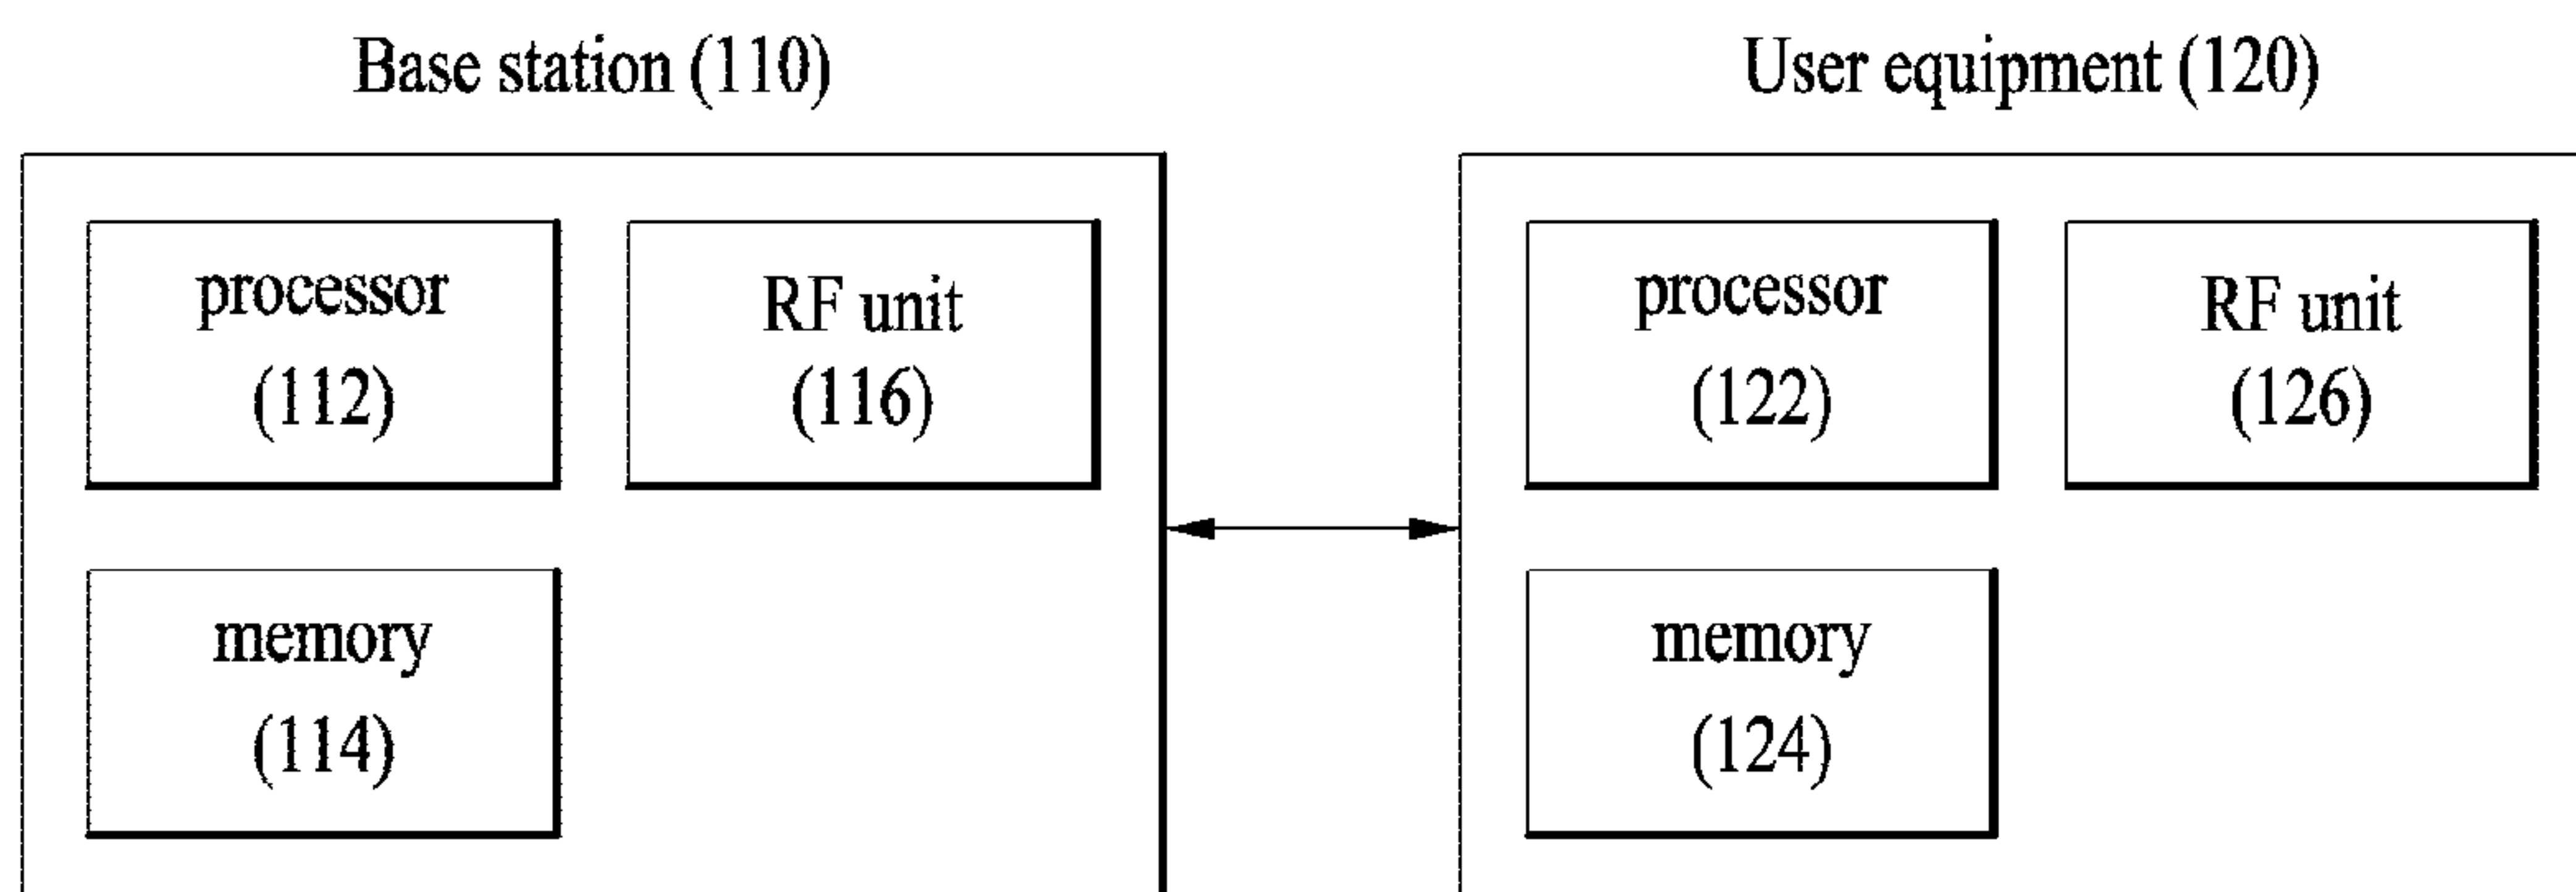 Base station (110)
User equipment (120)
processor
(112)
RF unit
(116)
memory
(114)
processor
(122)
RF unit
(126)
memory
(124)